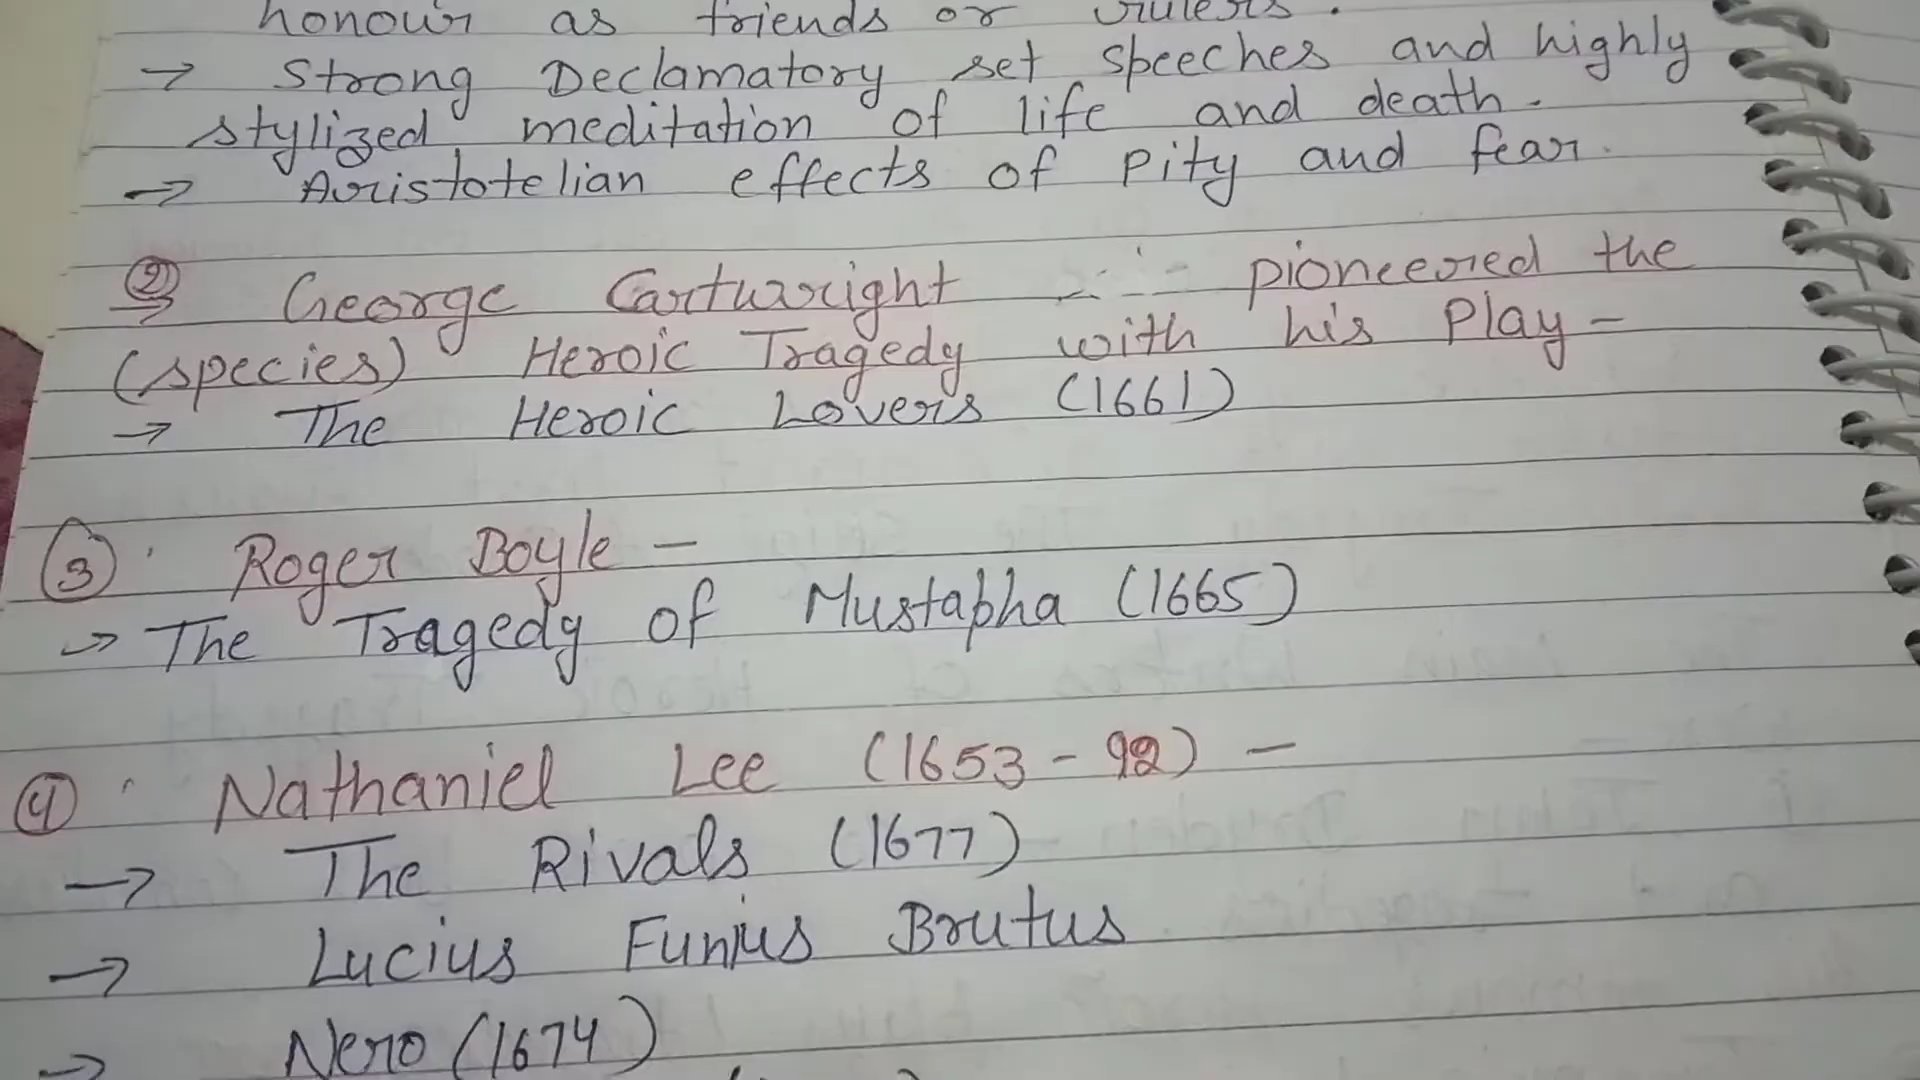 honour as friends or rulers.
→ Strong Declamatory set speeches and highly
stylized meditation of life and death.
→ Aristotelian effects of Pity and fear.
② George Cartwright pioneered the
(species) Heroic Tragedy with his Play -
→ The Heroic Lovers (1661)
③ Roger Boyle -
→ The Tragedy of Mustapha (1665)
④ Nathaniel Lee (1653-92) -
→ The Rivals (1677)
→ Lucius Funius Brutus
→ Nero (1674)